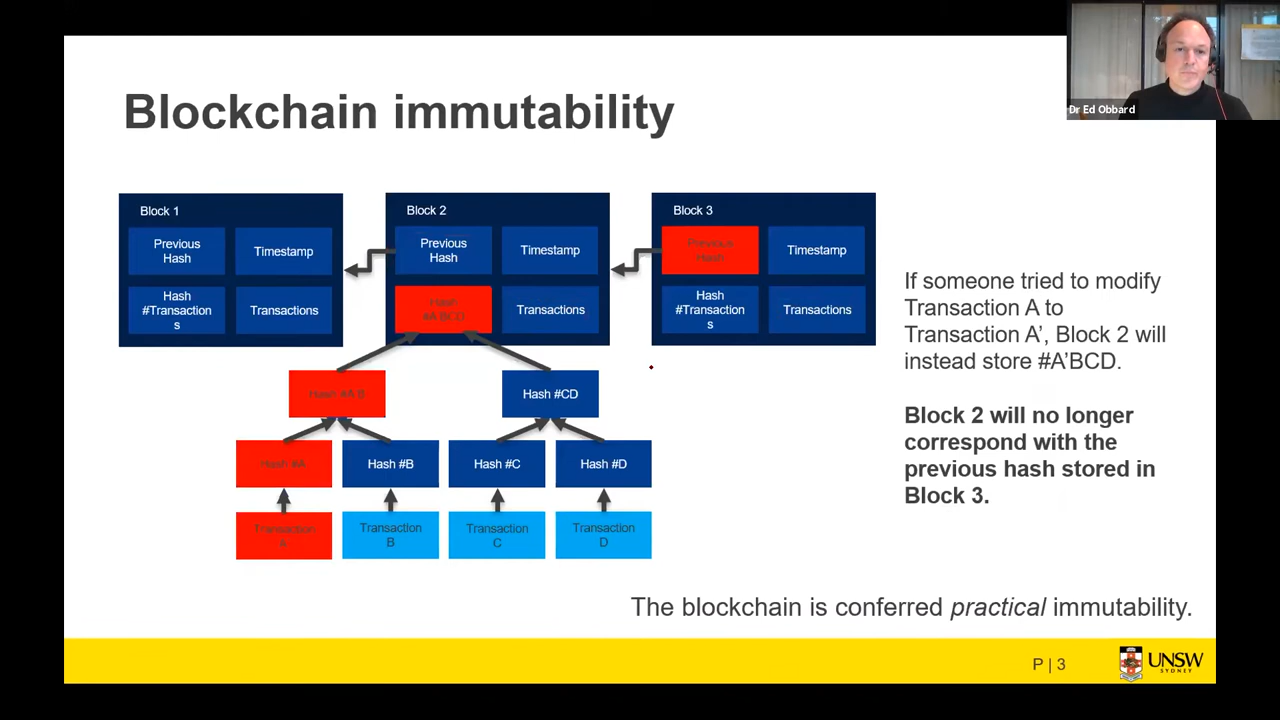 Dr Ed Obbard
Blockchain immutability
Block 1
Previous
Hash
Timestamp
Hash
#Transaction
s
Transactions
Block 2
Previous
Hash
Timestamp
Hash
#A'BCD
Transactions
Block 3
Previous
Hash
Timestamp
Hash
#Transaction
s
Transactions
Hash #A'B
Hash #CD
Hash #A
Hash #B
Hash #C
Hash #D
Transaction
Transaction
B
Transaction
C
Transaction
D
If someone tried to modify
Transaction A to
Transaction A’, Block 2 will
instead store #A’BCD.
Block 2 will no longer
correspond with the
previous hash stored in
Block 3.
The blockchain is conferred practical immutability.
P | 3
UNSW
SYDNEY